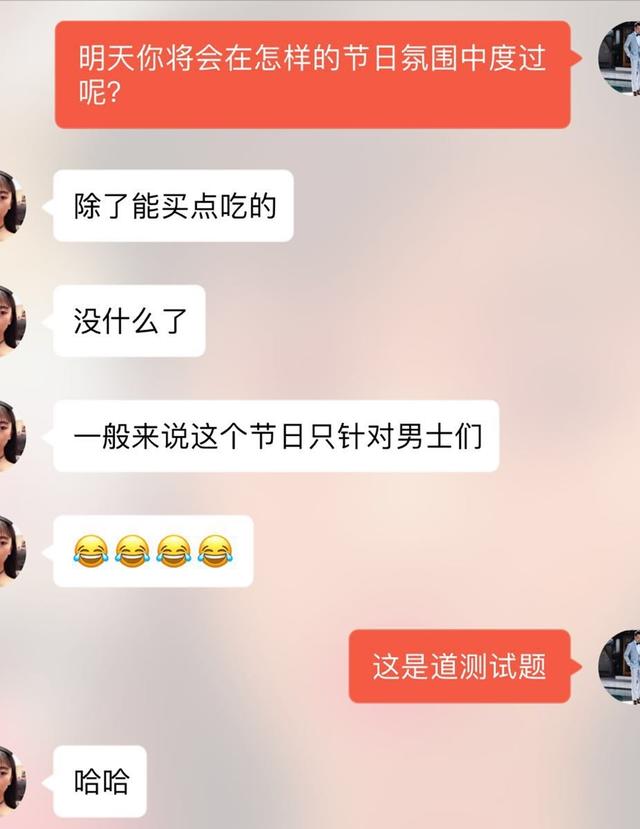 明天你将会在怎样的节日氛围中度过
呢?
除了能买点吃的
没什么了
一般来说这个节日只针对男士们
😂😂😂😂
这是道测试题
哈哈